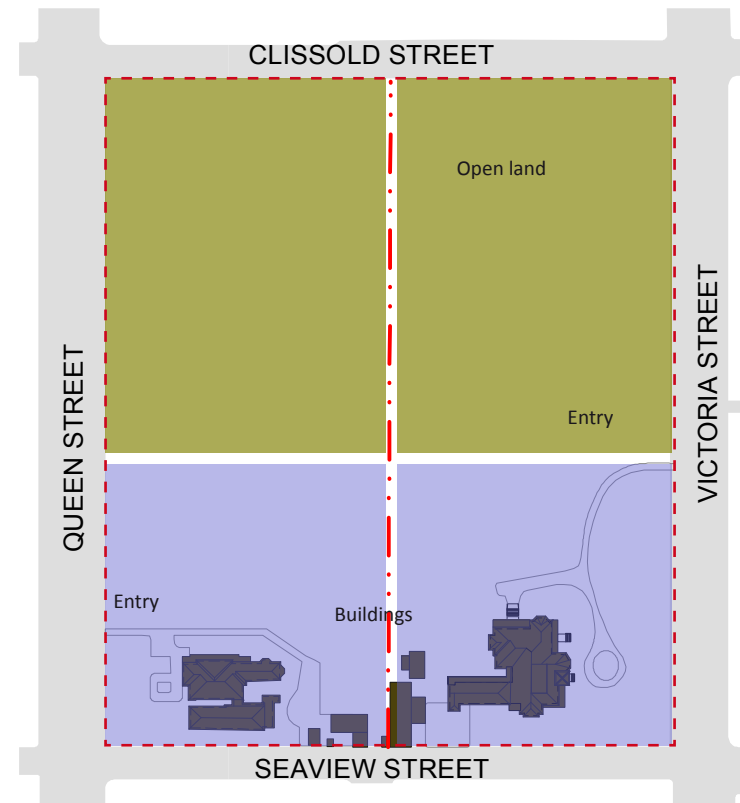 CLISSOLD STREET
Open land
QUEEN STREET
VICTORIA STREET
Entry
Entry
Buildings
SEAVIEW STREET